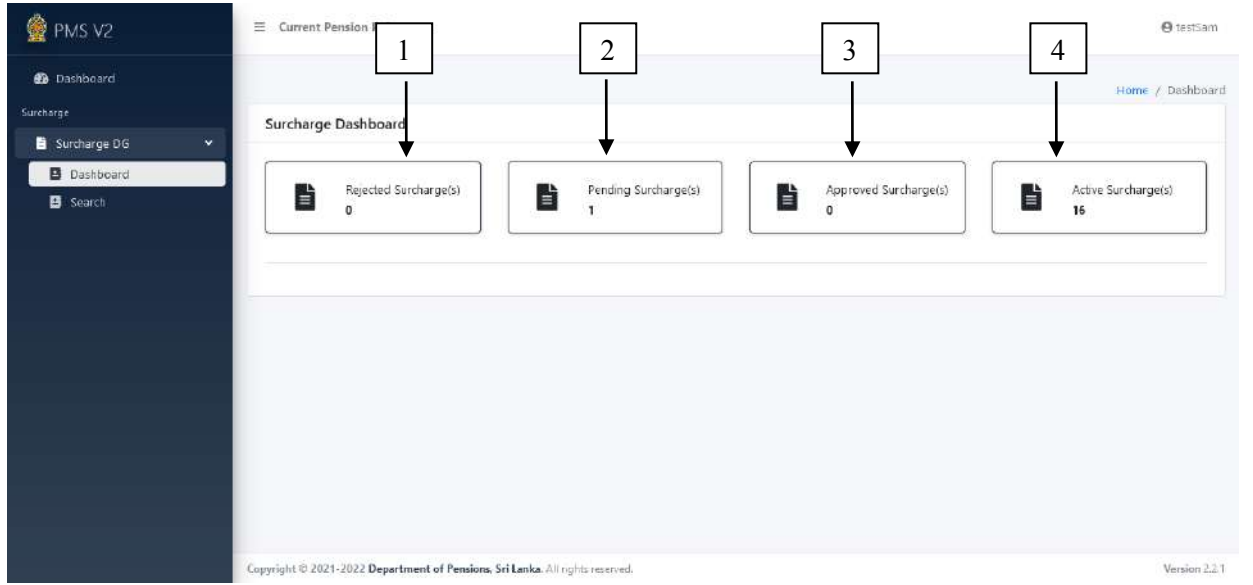 PMS V2
Current Pension
testSam
1
2
3
4
Dashboard
Home / Dashboard
Surcharge
Surcharge Dashboard
Surcharge DG
Dashboard
Search
Rejected Surcharge(s)
0
Pending Surcharge(s)
1
Approved Surcharge(s)
0
Active Surcharge(s)
16
Copyright © 2021-2022 Department of Pensions, Sri Lanka. All rights reserved.
Version 2.2.1